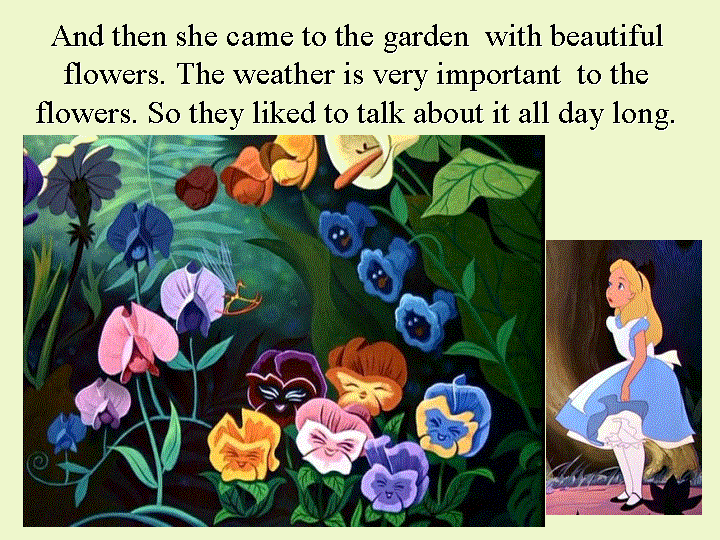 And then she came to the garden  with beautiful
flowers. The weather is very important  to the
flowers. So they liked to talk about it all day long.